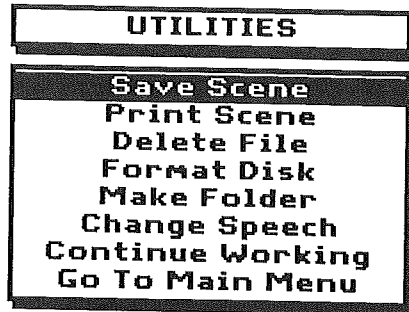 UTILITIES
Save Scene
Print Scene
Delete File
Format Disk
Make Folder
Change Speech
Continue Working
Go To Main Menu